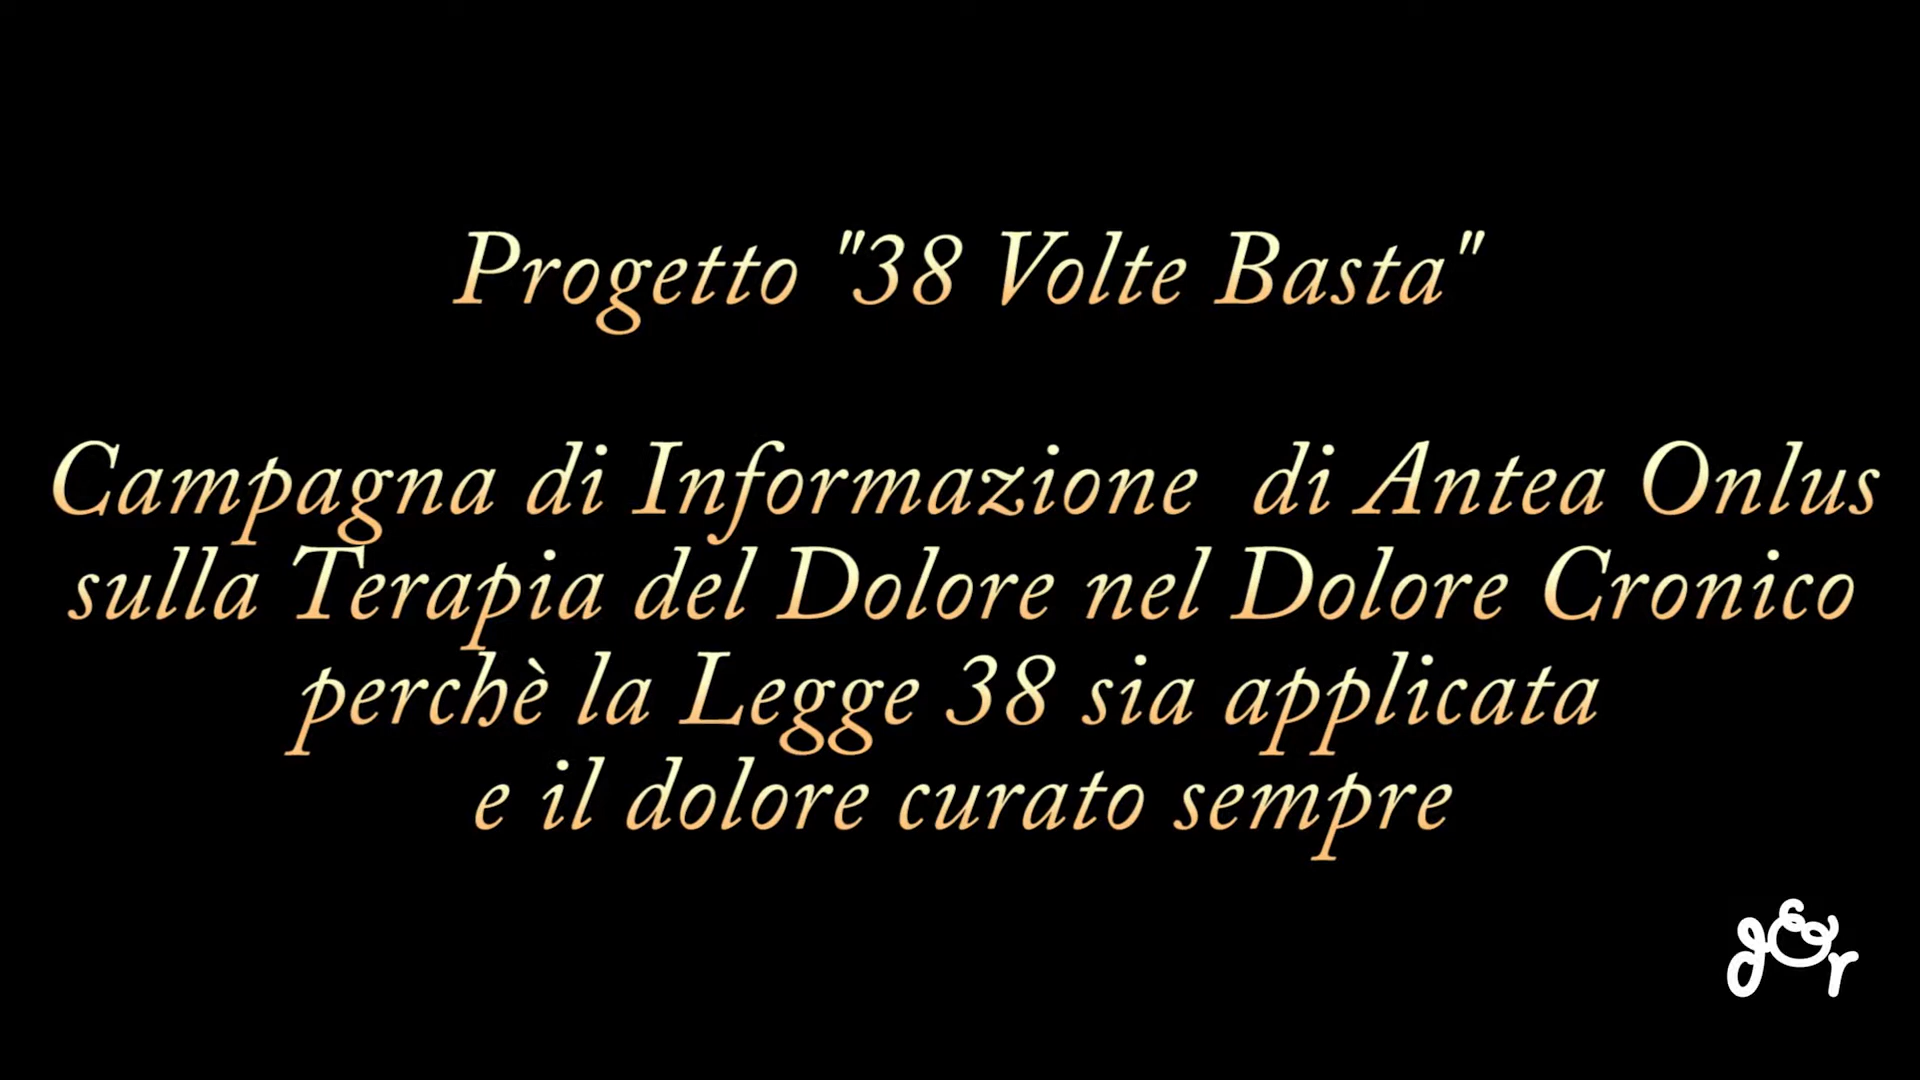 Progetto "38 Volte Basta"
Campagna di Informazione di Antea Onlus
sulla Terapia del Dolore nel Dolore Cronico
perchè la Legge 38 sia applicata
e il dolore curato sempre
g&r